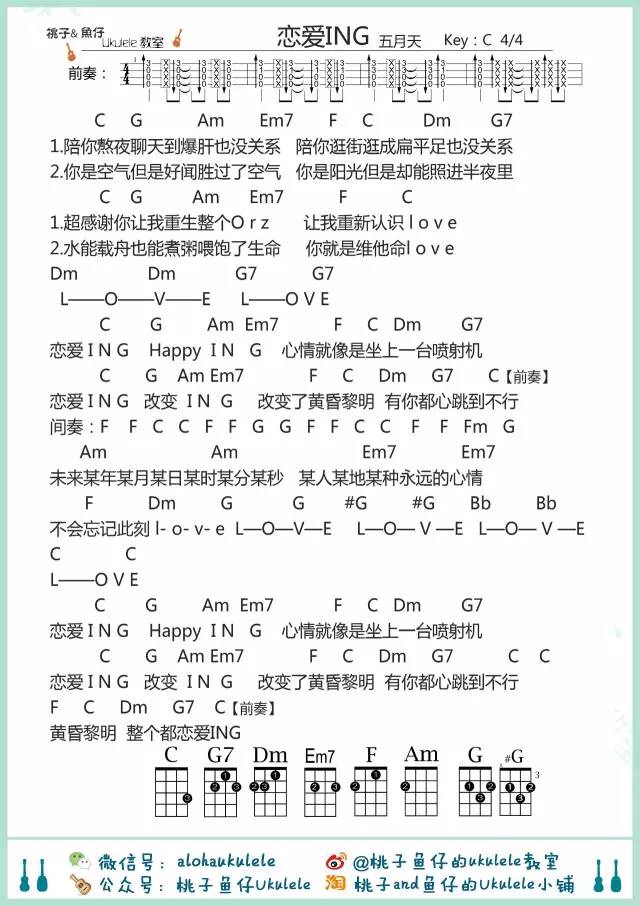 桃子& 魚仔
Ukulele 教室
恋爱ING 五月天 Key：C 4/4
前奏：
C G Am Em7 F C Dm G7
1.陪你熬夜聊天到爆肝也没关系 陪你逛街逛成扁平足也没关系
2.你是空气但是好闻胜过了空气 你是阳光但是却能照进半夜里
C G Am Em7 F C
1.超感谢你让我重生整个O r z 让我重新认识 l o v e
2.水能载舟也能煮粥喂饱了生命 你就是维他命l o v e
Dm Dm G7 G7
L——O——V——E L——O V E
C G Am Em7 F C Dm G7
恋爱 I N G Happy I N G 心情就像是坐上一台喷射机
C G Am Em7 F C Dm G7 C【前奏】
恋爱 I N G 改变 I N G 改变了黄昏黎明 有你都心跳到不行
间奏：F F C C F F G G F F C C F F Fm G
Am Am Em7 Em7
未来某年某月某日某时某分某秒 某人某地某种永远的心情
F Dm G G #G #G Bb Bb
不会忘记此刻 l- o- v- e L—O—V—E L—O— V —E L—O— V —E
C C
L——O V E
C G Am Em7 F C Dm G7
恋爱 I N G Happy I N G 心情就像是坐上一台喷射机
C G Am Em7 F C Dm G7 C C
恋爱 I N G 改变 I N G 改变了黄昏黎明 有你都心跳到不行
F C Dm G7 C【前奏】
黄昏黎明 整个都恋爱ING
C G7 Dm Em7 F Am G #G
微信号：alohaukulele @桃子鱼仔的ukulele教室
公众号：桃子鱼仔Ukulele 淘 桃子and鱼仔的Ukulele小铺